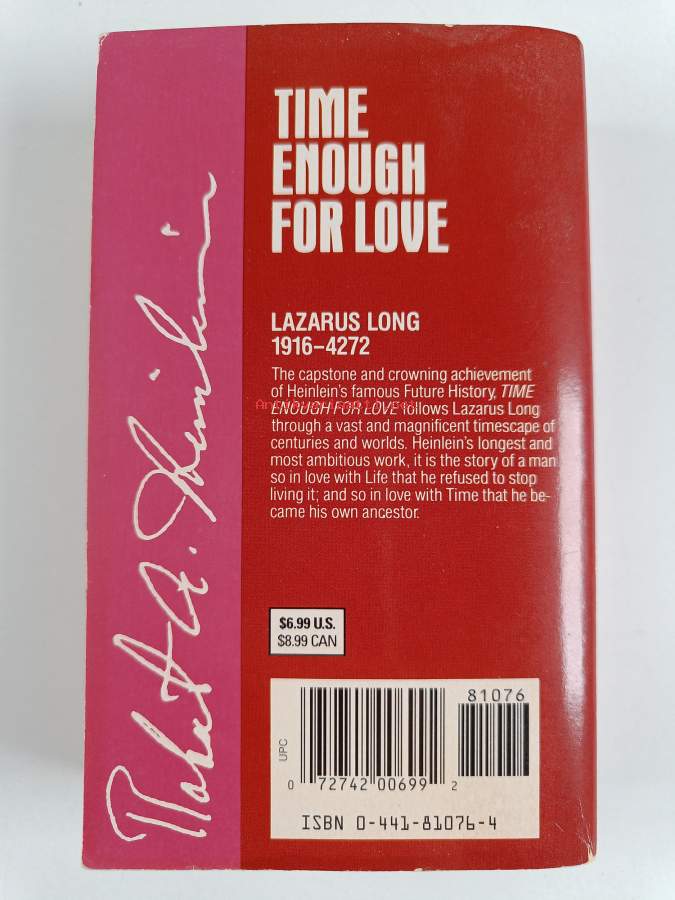 TIME
ENOUGH
FOR LOVE
LAZARUS LONG
1916–4272
The capstone and crowning achievement
of Heinlein's famous Future History, TIME
ENOUGH FOR LOVE follows Lazarus Long
through a vast and magnificent timescape of
centuries and worlds. Heinlein's longest and
most ambitious work, it is the story of a man
so in love with Life that he refused to stop
living it; and so in love with Time that he be-
came his own ancestor.
Robert A. Heinlein
$6.99 U.S.
$8.99 CAN
81076
UPC
0 72742 00699 2
ISBN 0-441-81076-4